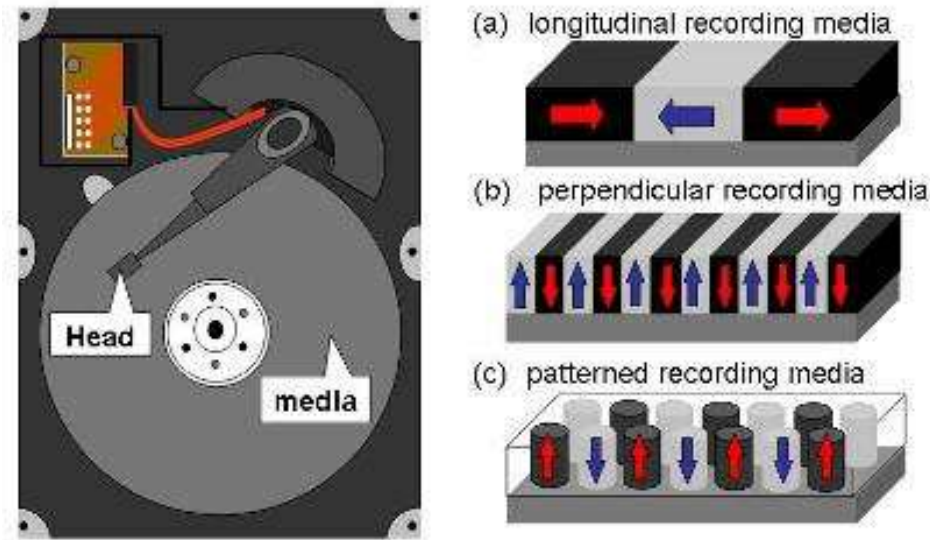 Head
media
(a) longitudinal recording media
(b) perpendicular recording media
(c) patterned recording media